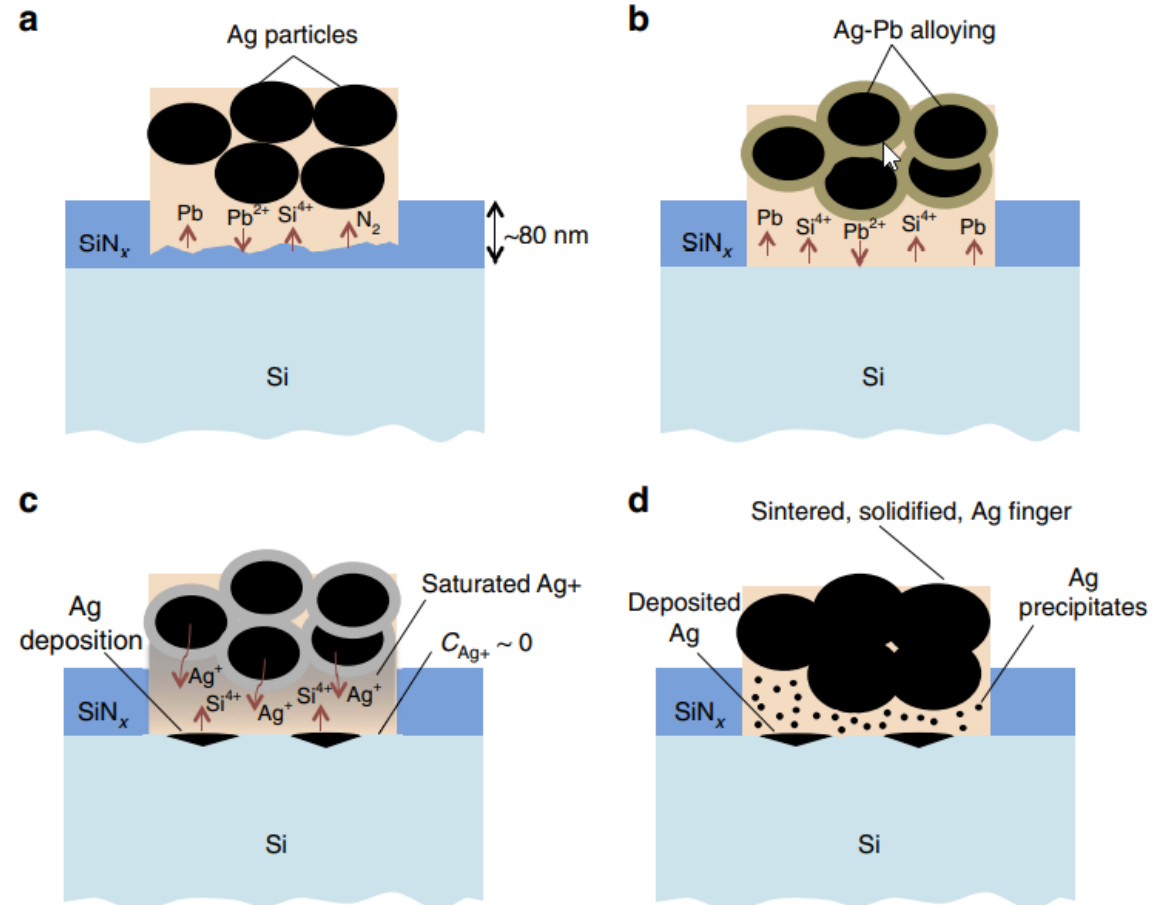 a
Ag particles
Pb
Pb²⁺
Si⁴⁺
N₂
SiNₓ
~80 nm
Si
b
Ag-Pb alloying
Pb
Si⁴⁺
Pb²⁺
Si⁴⁺
Pb
SiNₓ
Si
c
Ag
deposition
Saturated Ag+
C_Ag+ ~ 0
Ag⁺
Si⁴⁺
Ag⁺
Si⁴⁺
Ag⁺
SiNₓ
Si
d
Sintered, solidified, Ag finger
Deposited
Ag
Ag
precipitates
SiNₓ
Si